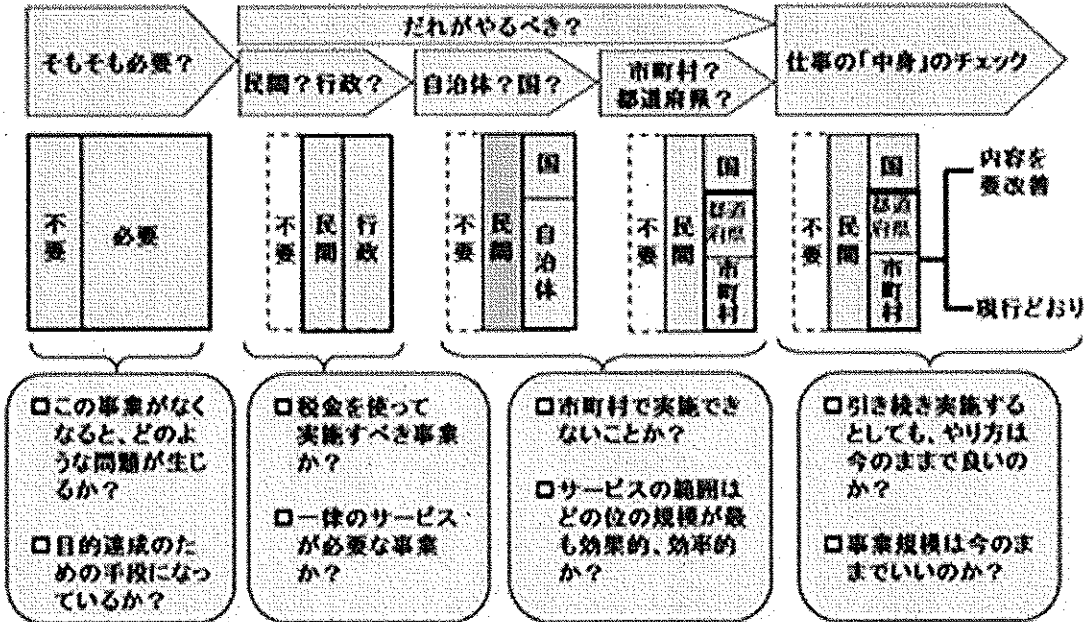 だれがやるべき？
そもそも必要？
民間？行政？
自治体？国？
市町村？
都道府県？
仕事の「中身」のチェック
不要
必要
不要
民間
行政
不要
民間
国
自治体
不要
民間
国
都道
府県
市町村
不要
民間
国
都道
府県
市町村
内容を
要改善
現行どおり
□この事業がなく
なると、どのよ
うな問題が生じ
るか？
□目的達成のた
めの手段になっ
ているか？
□税金を使って
実施すべき事業
か？
□一律のサービス
が必要な事業
か？
□市町村で実施でき
ないことか？
□サービスの範囲は
どの位の規模が最
も効果的、効率的
か？
□引き続き実施する
としても、やり方は
今のままで良いの
か？
□事業規模は今のま
までいいのか？